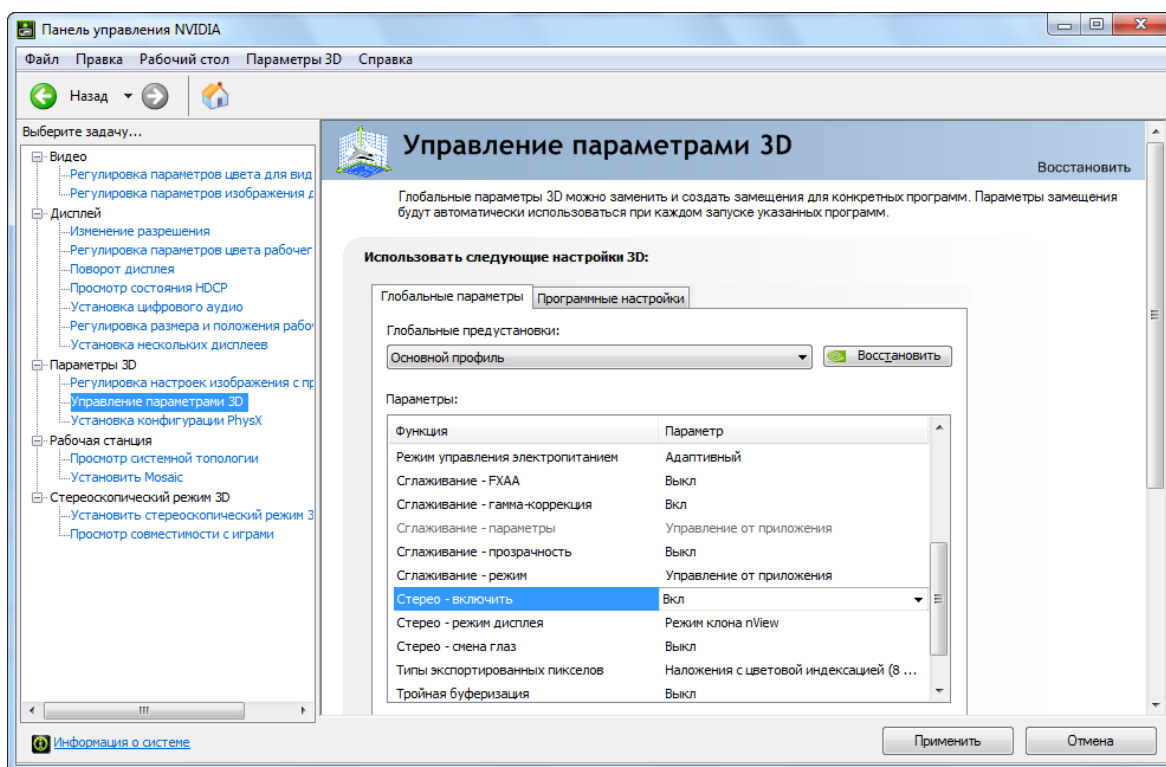 Панель управления NVIDIA
Файл Правка Рабочий стол Параметры 3D Справка
Назад
Выберите задачу...
Видео
Регулировка параметров цвета для вид
Регулировка параметров изображения д
Дисплей
Изменение разрешения
Регулировка параметров цвета рабочег
Поворот дисплея
Просмотр состояния HDCP
Установка цифрового аудио
Регулировка размера и положения рабо
Установка нескольких дисплеев
Параметры 3D
Регулировка настроек изображения с пр
Управление параметрами 3D
Установка конфигурации PhysX
Рабочая станция
Просмотр системной топологии
Установить Mosaic
Стереоскопический режим 3D
Установить стереоскопический режим 3
Просмотр совместимости с играми
Управление параметрами 3D
Восстановить
Глобальные параметры 3D можно заменить и создать замещения для конкретных программ. Параметры замещения
будут автоматически использоваться при каждом запуске указанных программ.
Использовать следующие настройки 3D:
Глобальные параметры Программные настройки
Глобальные предустановки:
Основной профиль Восстановить
Параметры:
Функция Параметр
Режим управления электропитанием Адаптивный
Сглаживание - FXAA Выкл
Сглаживание - гамма-коррекция Вкл
Сглаживание - параметры Управление от приложения
Сглаживание - прозрачность Выкл
Сглаживание - режим Управление от приложения
Стерео - включить Вкл
Стерео - режим дисплея Режим клона nView
Стерео - смена глаз Выкл
Типы экспортированных пикселов Наложения с цветовой индексацией (8 ...
Тройная буферизация Выкл
Информация о системе
Применить Отмена